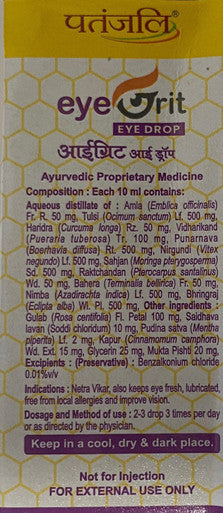 पतंजलि®
eyeGrit
EYE DROP
आईग्रिट आई ड्रॉप
Ayurvedic Proprietary Medicine
Composition : Each 10 ml contains:
Aqueous distillate of : Amla (Emblica officinalis)
Fr. R. 50 mg, Tulsi (Ocimum sanctum) Lf. 500 mg,
Haridra (Curcuma longa) Rz. 50 mg, Vidharikand
(Pueraria tuberosa) Tr. 100 mg, Punarnava
(Boerhavia diffusa) Rt. 500 mg, Nirgundi (Vitex
negundo) Lf. 500 mg, Sahjan (Moringa pterygosperma)
Sd. 500 mg, Raktchandan (Pterocarpus santalinus)
Wd. 50 mg, Bahera (Terminalia bellirica) Fr. 50 mg,
Nimba (Azadirachta indica) Lf. 500 mg, Bhringraj
(Eclipta alba) Wl. Pl. 500 mg, Other Ingredients :
Gulab (Rosa centifolia) Fl. Petal 100 mg, Saidhava
lavan (Soddi chloridum) 10 mg, Pudina satva (Mentha
piperita) Lf. 2 mg, Kapur (Cinnamomum camphora)
Wd. Ext. 15 mg, Glycerin 25 mg, Mukta Pishti 20 mg,
Excipients : (Preservative) : Benzalkonium chloride
0.01%v/v
Indications : Netra Vikar, also keeps eye fresh, lubricated,
free from local allergies and improve vision.
Dosage and Method of use : 2-3 drop 3 times per day
or as directed by the physician.
Keep in a cool, dry & dark place.
Not for Injection
FOR EXTERNAL USE ONLY